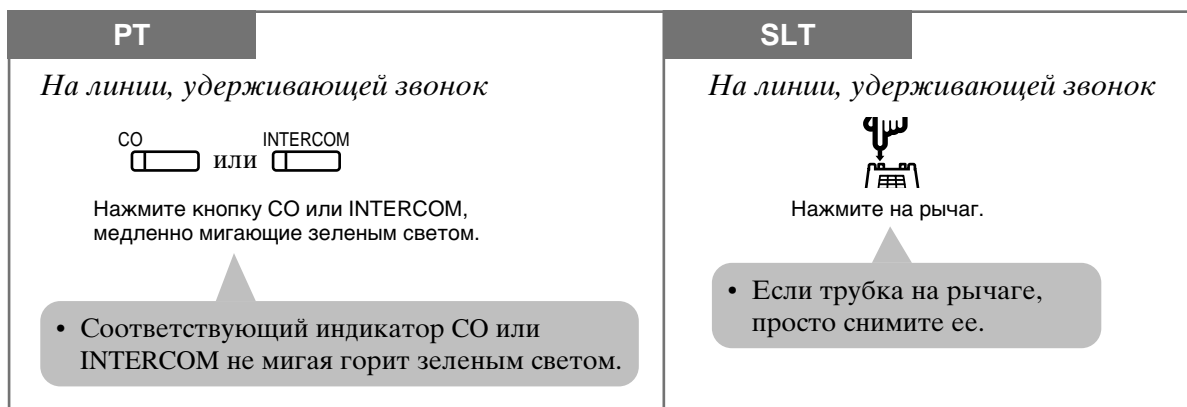 PT
На линии, удерживающей звонок
CO INTERCOM
или
Нажмите кнопку CO или INTERCOM,
медленно мигающие зеленым светом.
• Соответствующий индикатор CO или
INTERCOM не мигая горит зеленым светом.
SLT
На линии, удерживающей звонок
Нажмите на рычаг.
• Если трубка на рычаге,
просто снимите ее.